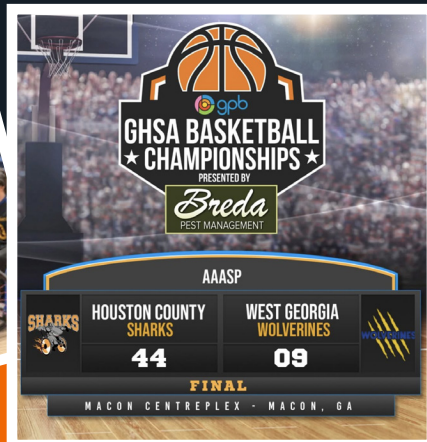 gpb
GHSA BASKETBALL
★ CHAMPIONSHIPS ★
PRESENTED BY
Breda
PEST MANAGEMENT
AAASP
SHARKS
HOUSTON COUNTY
SHARKS
44
WEST GEORGIA
WOLVERINES
09
WOLVERINES
FINAL
MACON CENTREPLEX - MACON, GA